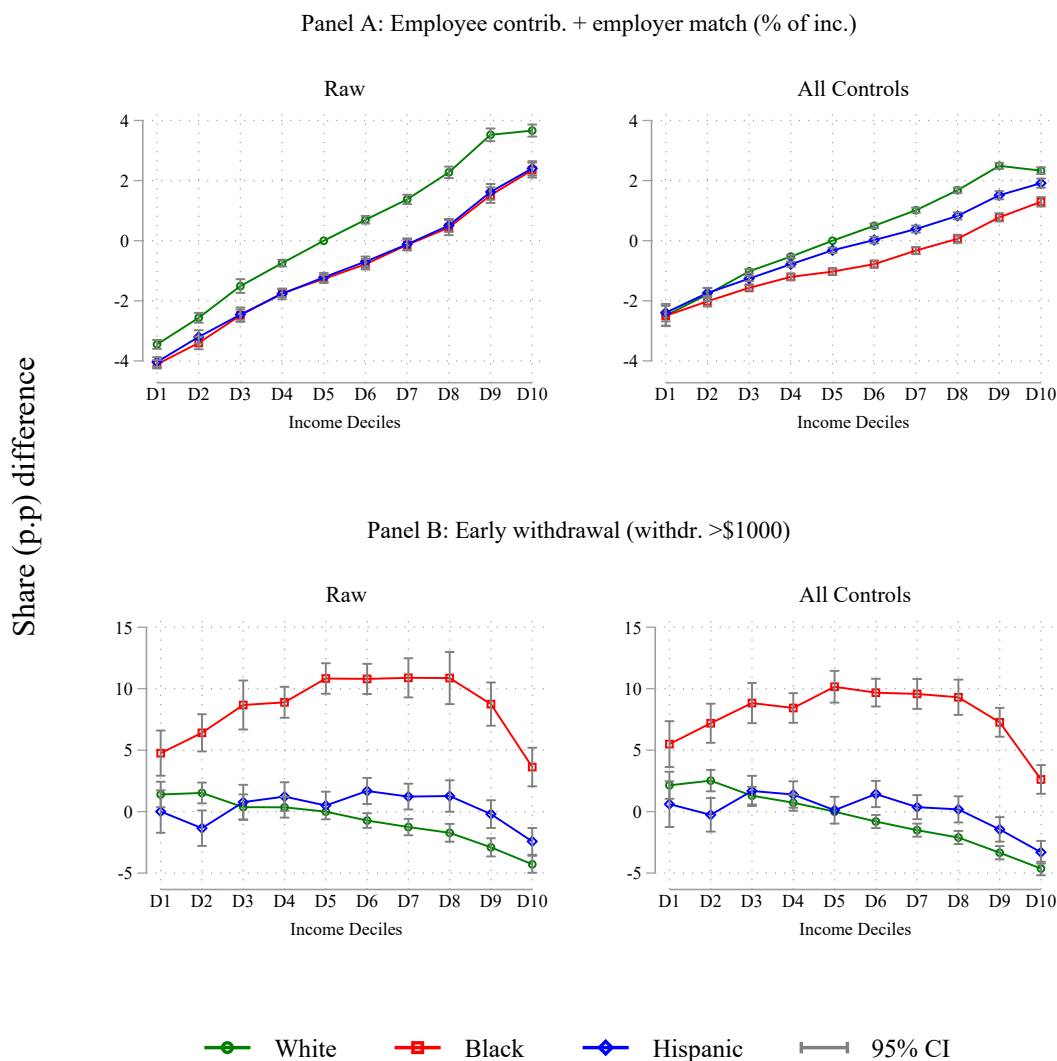 Panel A: Employee contrib. + employer match (% of inc.)
Raw
All Controls
4
2
0
-2
-4
D1 D2 D3 D4 D5 D6 D7 D8 D9 D10
Income Deciles
4
2
0
-2
-4
D1 D2 D3 D4 D5 D6 D7 D8 D9 D10
Income Deciles
Share (p.p) difference
Panel B: Early withdrawal (withdr. >$1000)
Raw
All Controls
15
10
5
0
-5
D1 D2 D3 D4 D5 D6 D7 D8 D9 D10
Income Deciles
15
10
5
0
-5
D1 D2 D3 D4 D5 D6 D7 D8 D9 D10
Income Deciles
White Black Hispanic 95% CI